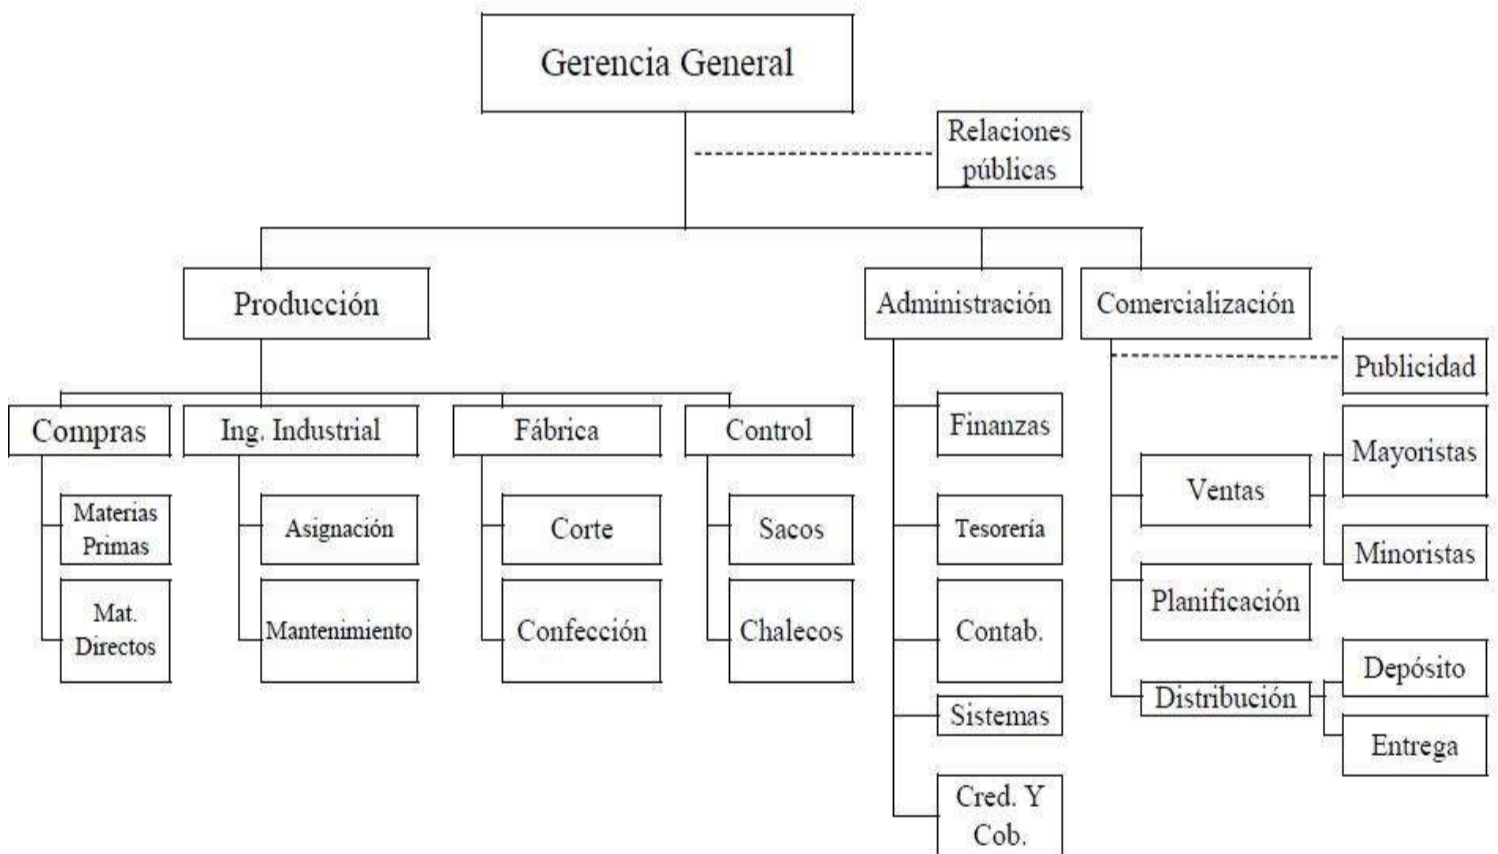 Gerencia General
Relaciones
públicas
Producción
Administración
Comercialización
Publicidad
Compras
Ing. Industrial
Fábrica
Control
Finanzas
Mayoristas
Ventas
Materias
Primas
Asignación
Corte
Sacos
Tesorería
Minoristas
Planificación
Mat.
Directos
Mantenimiento
Confección
Chalecos
Contab.
Depósito
Distribución
Sistemas
Entrega
Cred. Y
Cob.